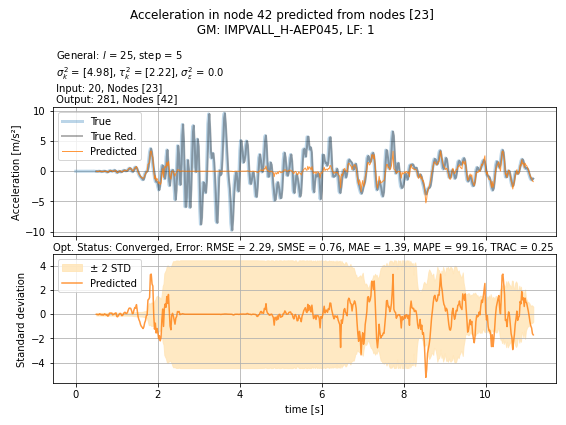 Acceleration in node 42 predicted from nodes [23]
GM: IMPVALL_H-AEP045, LF: 1
General: l = 25, step = 5
σ²ₖ = [4.98], τ²ₖ = [2.22], σ²ε = 0.0
Input: 20, Nodes [23]
Output: 281, Nodes [42]
10
5
0
−5
−10
Acceleration [m/s²]
True
True Red.
Predicted
Opt. Status: Converged, Error: RMSE = 2.29, SMSE = 0.76, MAE = 1.39, MAPE = 99.16, TRAC = 0.25
4
2
0
−2
−4
Standard deviation
± 2 STD
Predicted
0 2 4 6 8 10
time [s]